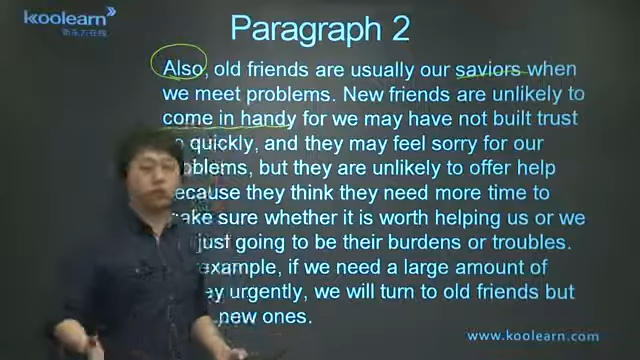 koolearn
新东方在线
Paragraph 2
Also, old friends are usually our saviors when
we meet problems. New friends are unlikely to
come in handy for we may have not built trust
quickly, and they may feel sorry for our
oblems, but they are unlikely to offer help
ecause they think they need more time to
ake sure whether it is worth helping us or we
just going to be their burdens or troubles.
example, if we need a large amount of
ey urgently, we will turn to old friends but
new ones.
www.koolearn.com